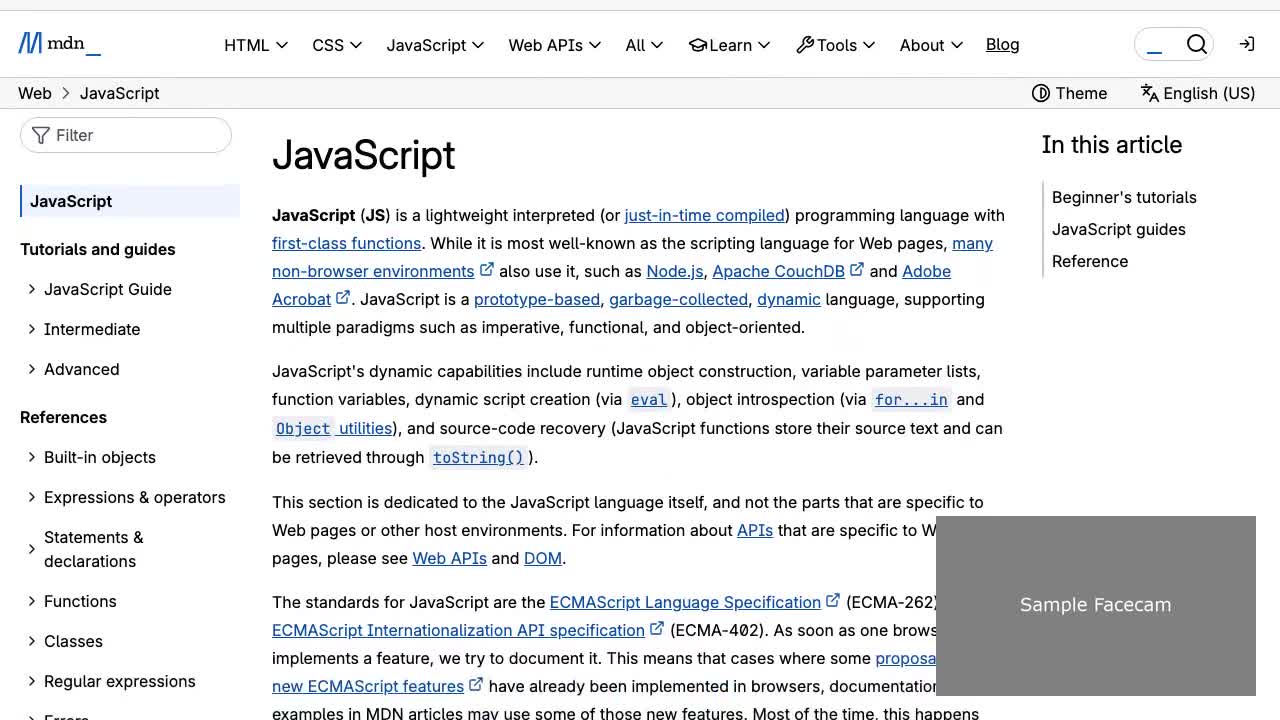 mdn_
HTML
CSS
JavaScript
Web APIs
All
Learn
Tools
About
Blog
Web
JavaScript
Theme
English (US)
Filter
JavaScript
Tutorials and guides
JavaScript Guide
Intermediate
Advanced
References
Built-in objects
Expressions & operators
Statements &
declarations
Functions
Classes
Regular expressions
Errors
JavaScript
JavaScript (JS) is a lightweight interpreted (or just-in-time compiled) programming language with
first-class functions. While it is most well-known as the scripting language for Web pages, many
non-browser environments also use it, such as Node.js, Apache CouchDB and Adobe
Acrobat. JavaScript is a prototype-based, garbage-collected, dynamic language, supporting
multiple paradigms such as imperative, functional, and object-oriented.
JavaScript's dynamic capabilities include runtime object construction, variable parameter lists,
function variables, dynamic script creation (via eval), object introspection (via for...in and
Object utilities), and source-code recovery (JavaScript functions store their source text and can
be retrieved through toString()).
This section is dedicated to the JavaScript language itself, and not the parts that are specific to
Web pages or other host environments. For information about APIs that are specific to W
pages, please see Web APIs and DOM.
The standards for JavaScript are the ECMAScript Language Specification (ECMA-262)
ECMAScript Internationalization API specification (ECMA-402). As soon as one brows
implements a feature, we try to document it. This means that cases where some proposa
new ECMAScript features have already been implemented in browsers, documentation
examples in MDN articles may use some of those new features. Most of the time, this happens
In this article
Beginner's tutorials
JavaScript guides
Reference
Sample Facecam